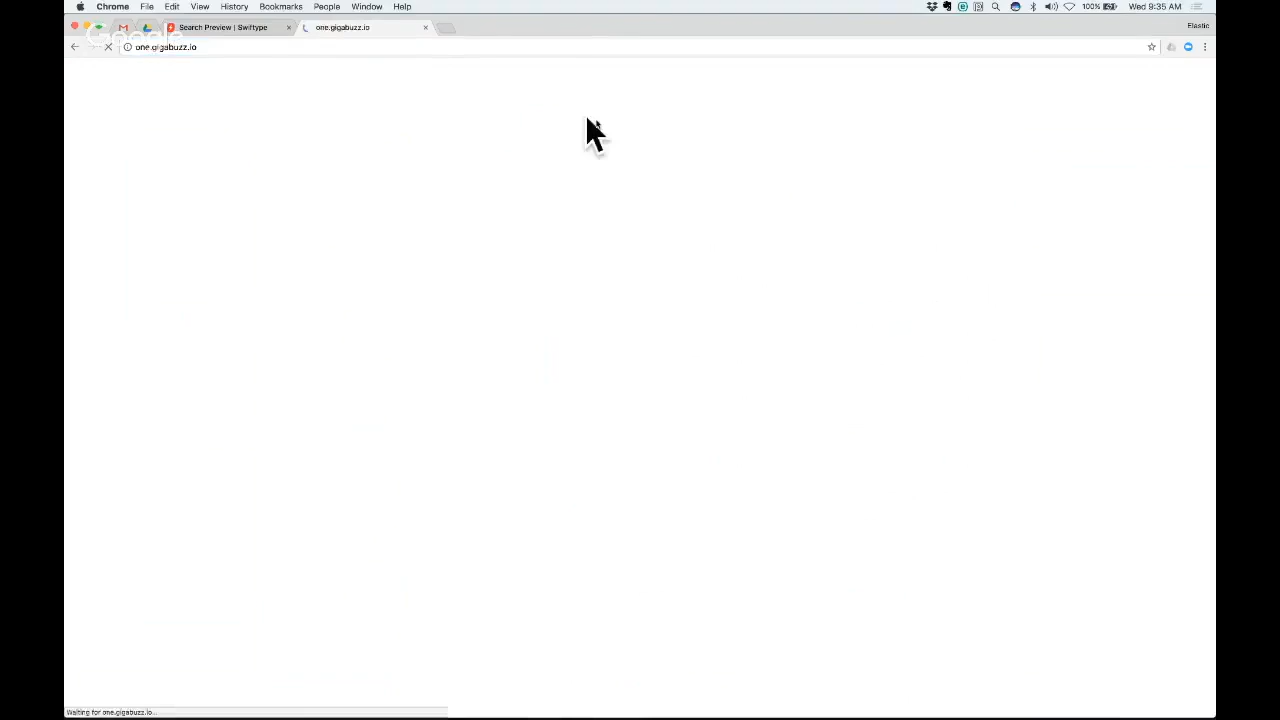 Chrome File Edit View History Bookmarks People Window Help 100% Wed 9:35 AM
Search Preview | Swiftype one.gigabuzz.io Elastic
Google
one.gigabuzz.io
Waiting for one.gigabuzz.io...